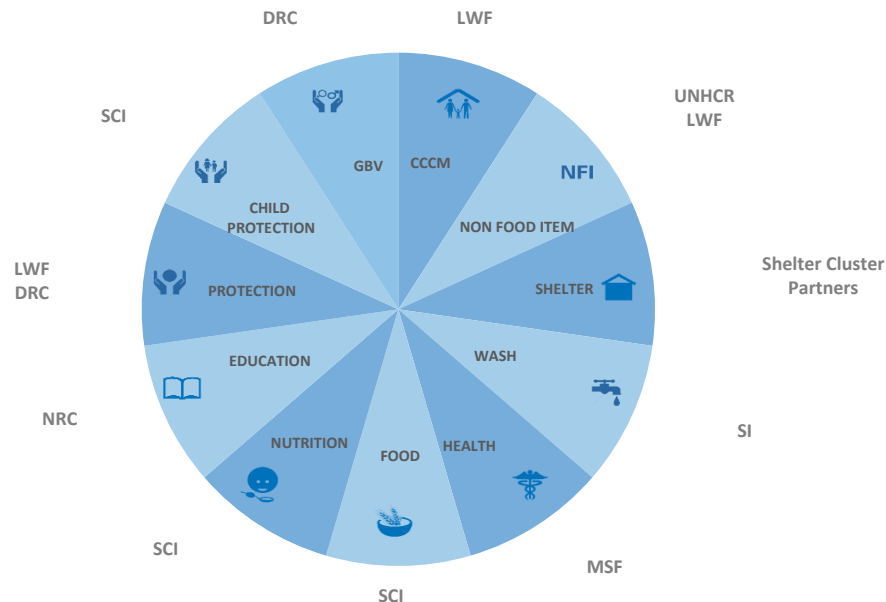 DRC
LWF
SCI
UNHCR
LWF
GBV
CCCM
NFI
CHILD
PROTECTION
NON FOOD ITEM
LWF
DRC
PROTECTION
SHELTER
Shelter Cluster
Partners
EDUCATION
WASH
NRC
NUTRITION
FOOD
HEALTH
SI
SCI
SCI
MSF